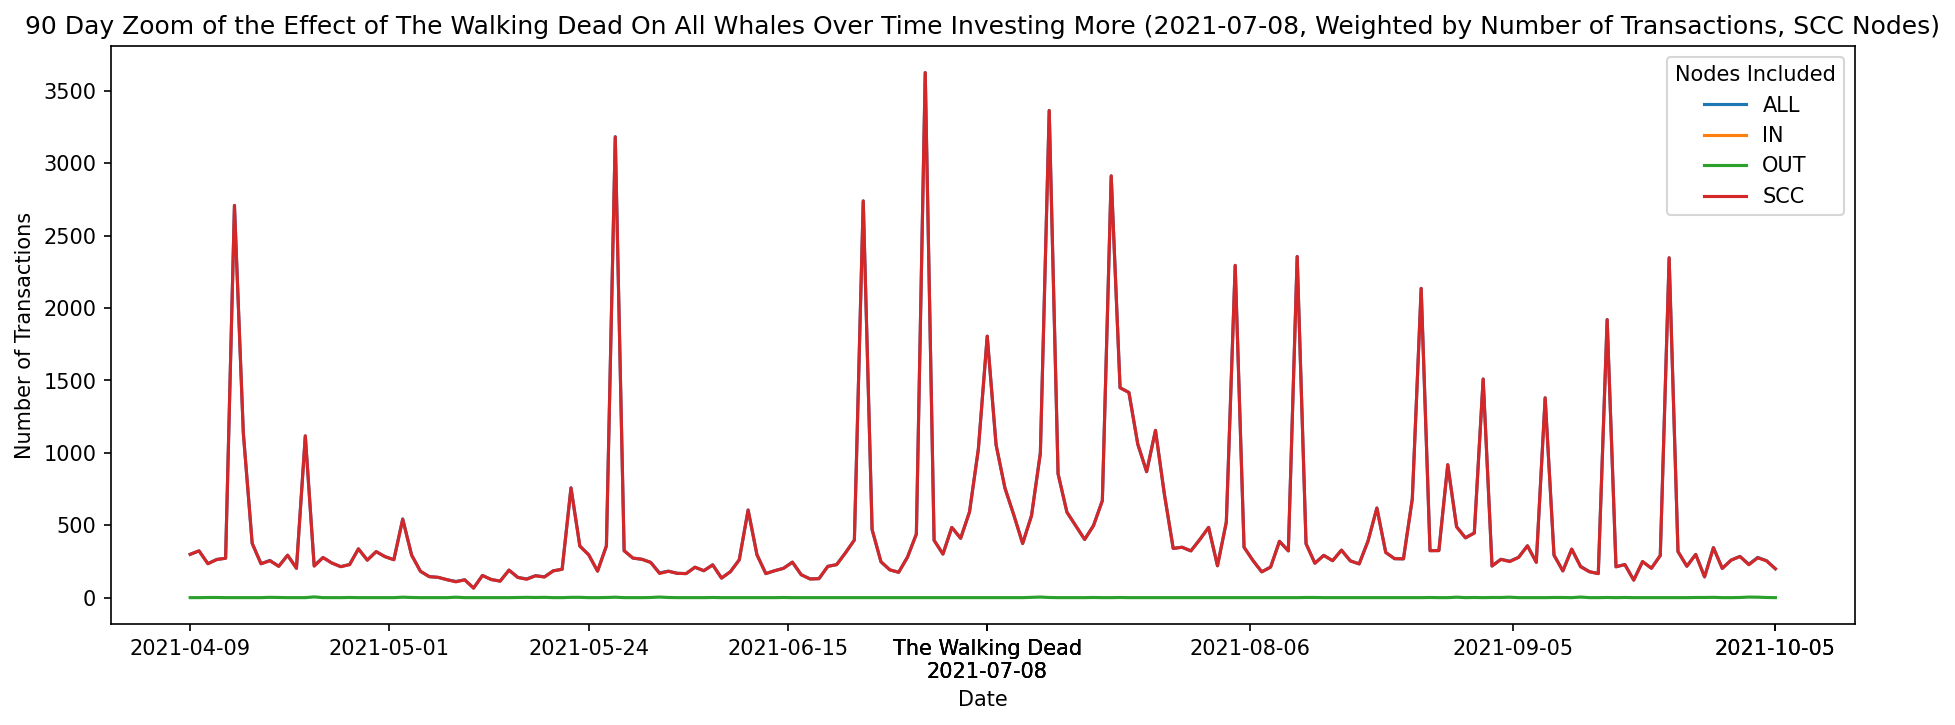 90 Day Zoom of the Effect of The Walking Dead On All Whales Over Time Investing More (2021-07-08, Weighted by Number of Transactions, SCC Nodes)
Number of Transactions
3500
3000
2500
2000
1500
1000
500
0
Nodes Included
ALL
IN
OUT
SCC
2021-04-09
2021-05-01
2021-05-24
2021-06-15
The Walking Dead
2021-07-08
2021-08-06
2021-09-05
2021-10-05
Date